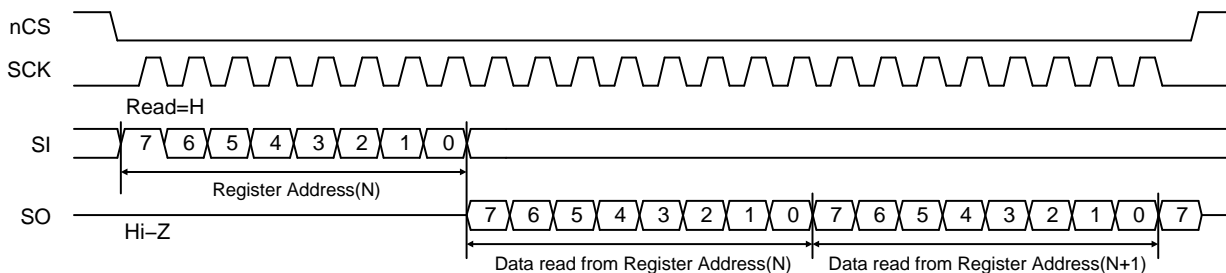 nCS
SCK
Read=H
SI 7 6 5 4 3 2 1 0
Register Address(N)
SO 7 6 5 4 3 2 1 0 7 6 5 4 3 2 1 0 7
Hi−Z
Data read from Register Address(N) Data read from Register Address(N+1)